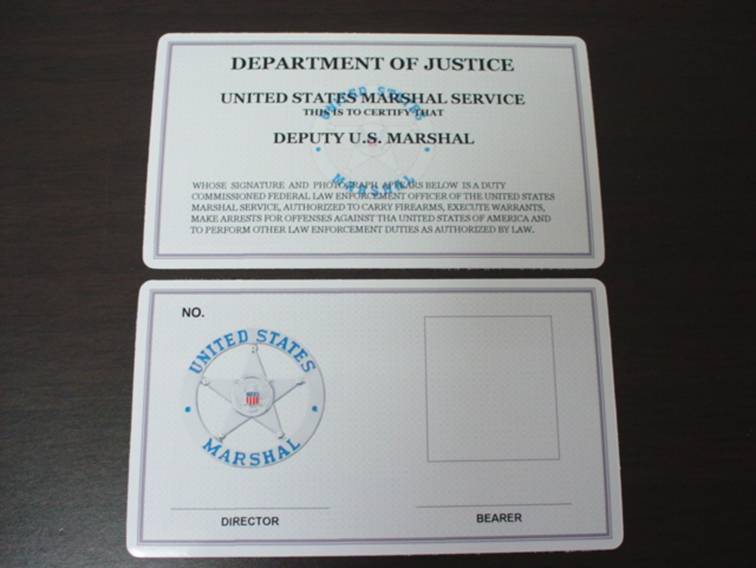 DEPARTMENT OF JUSTICE
UNITED STATES MARSHAL SERVICE
THIS IS TO CERTIFY THAT
DEPUTY U.S. MARSHAL
UNITED STATES
MARSHAL
WHOSE SIGNATURE AND PHOTOGRAPH APPEARS BELOW IS A DUTY
COMMISSIONED FEDERAL LAW ENFORCEMENT OFFICER OF THE UNITED STATES
MARSHAL SERVICE, AUTHORIZED TO CARRY FIREARMS, EXECUTE WARRANTS,
MAKE ARRESTS FOR OFFENSES AGAINST THA UNITED STATES OF AMERICA AND
TO PERFORM OTHER LAW ENFORCEMENT DUTIES AS AUTHORIZED BY LAW.
NO.
UNITED STATES
MARSHAL
DIRECTOR
BEARER